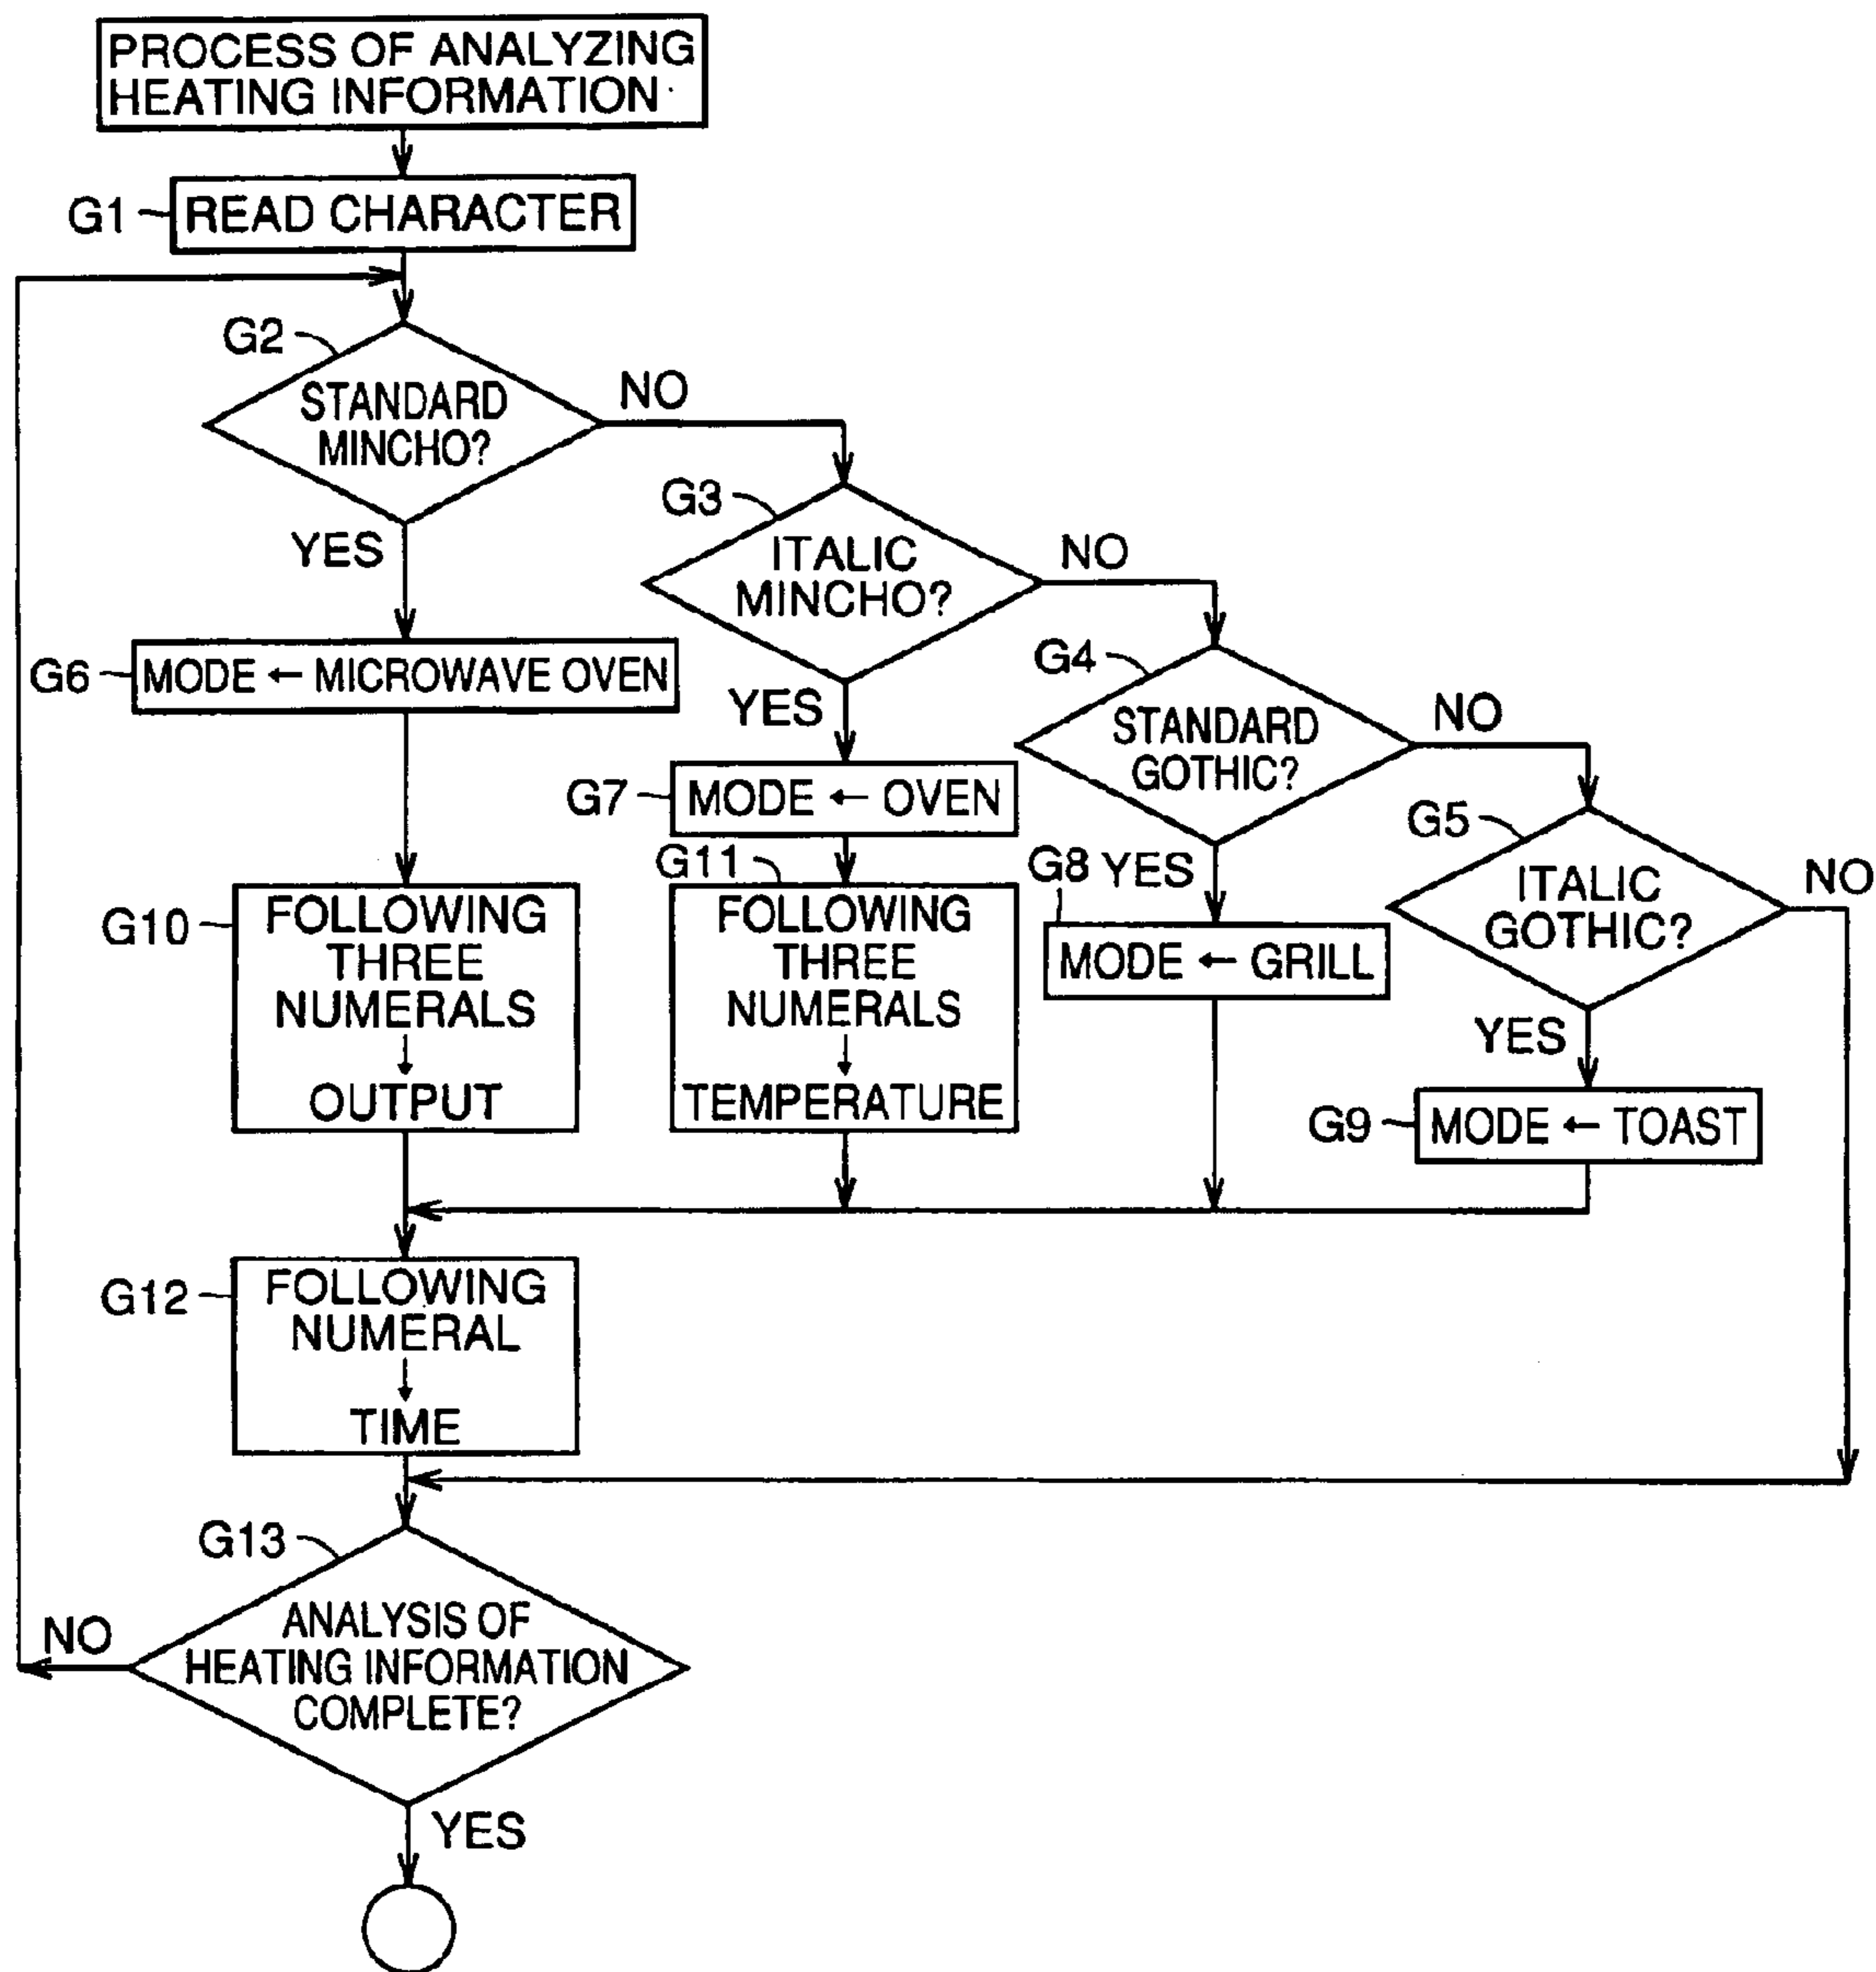 PROCESS OF ANALYZING
HEATING INFORMATION
G1
READ CHARACTER
G2
STANDARD
MINCHO?
NO
YES
G3
ITALIC
MINCHO?
NO
YES
G4
STANDARD
GOTHIC?
NO
YES
G5
ITALIC
GOTHIC?
NO
YES
G6
MODE ← MICROWAVE OVEN
G7
MODE ← OVEN
G8
MODE ← GRILL
G9
MODE ← TOAST
G10
FOLLOWING
THREE
NUMERALS
↓
OUTPUT
G11
FOLLOWING
THREE
NUMERALS
↓
TEMPERATURE
G12
FOLLOWING
NUMERAL
↓
TIME
G13
ANALYSIS OF
HEATING INFORMATION
COMPLETE?
NO
YES